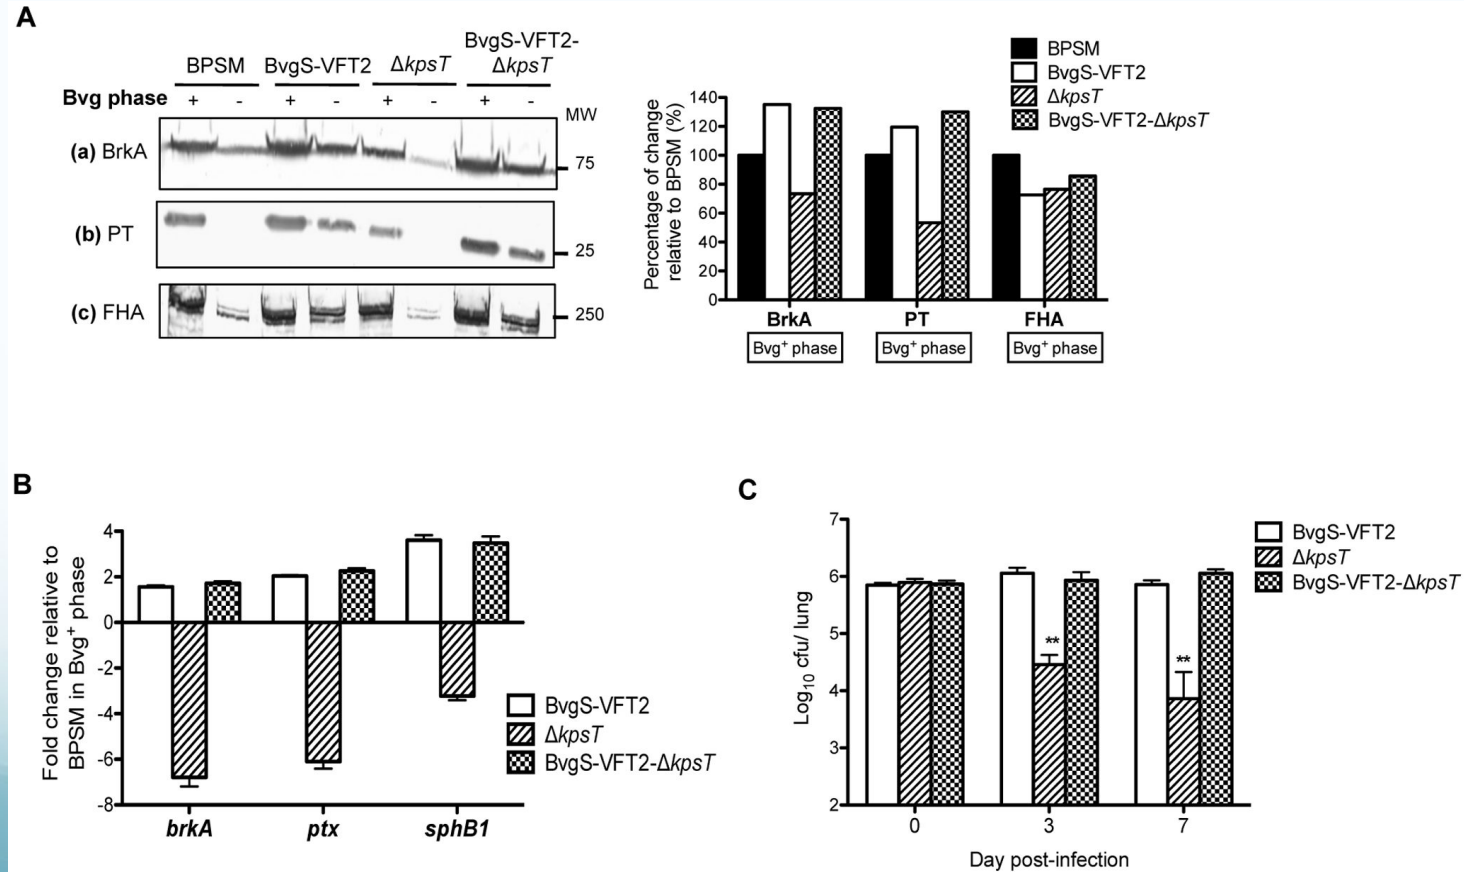 A
BPSM BvgS-VFT2 ΔkpsT BvgS-VFT2-
ΔkpsT
Bvg phase + - + - + - + -
MW
(a) BrkA
75
(b) PT
25
(c) FHA
250
BPSM
BvgS-VFT2
ΔkpsT
BvgS-VFT2-ΔkpsT
Percentage of change
relative to BPSM (%)
140
120
100
80
60
40
20
0
BrkA PT FHA
Bvg+ phase Bvg+ phase Bvg+ phase
B
Fold change relative to
BPSM in Bvg+ phase
4
2
0
-2
-4
-6
-8
BvgS-VFT2
ΔkpsT
BvgS-VFT2-ΔkpsT
brkA ptx sphB1
C
Log10 cfu/ lung
7
6
5
4
3
2
**
**
BvgS-VFT2
ΔkpsT
BvgS-VFT2-ΔkpsT
0 3 7
Day post-infection